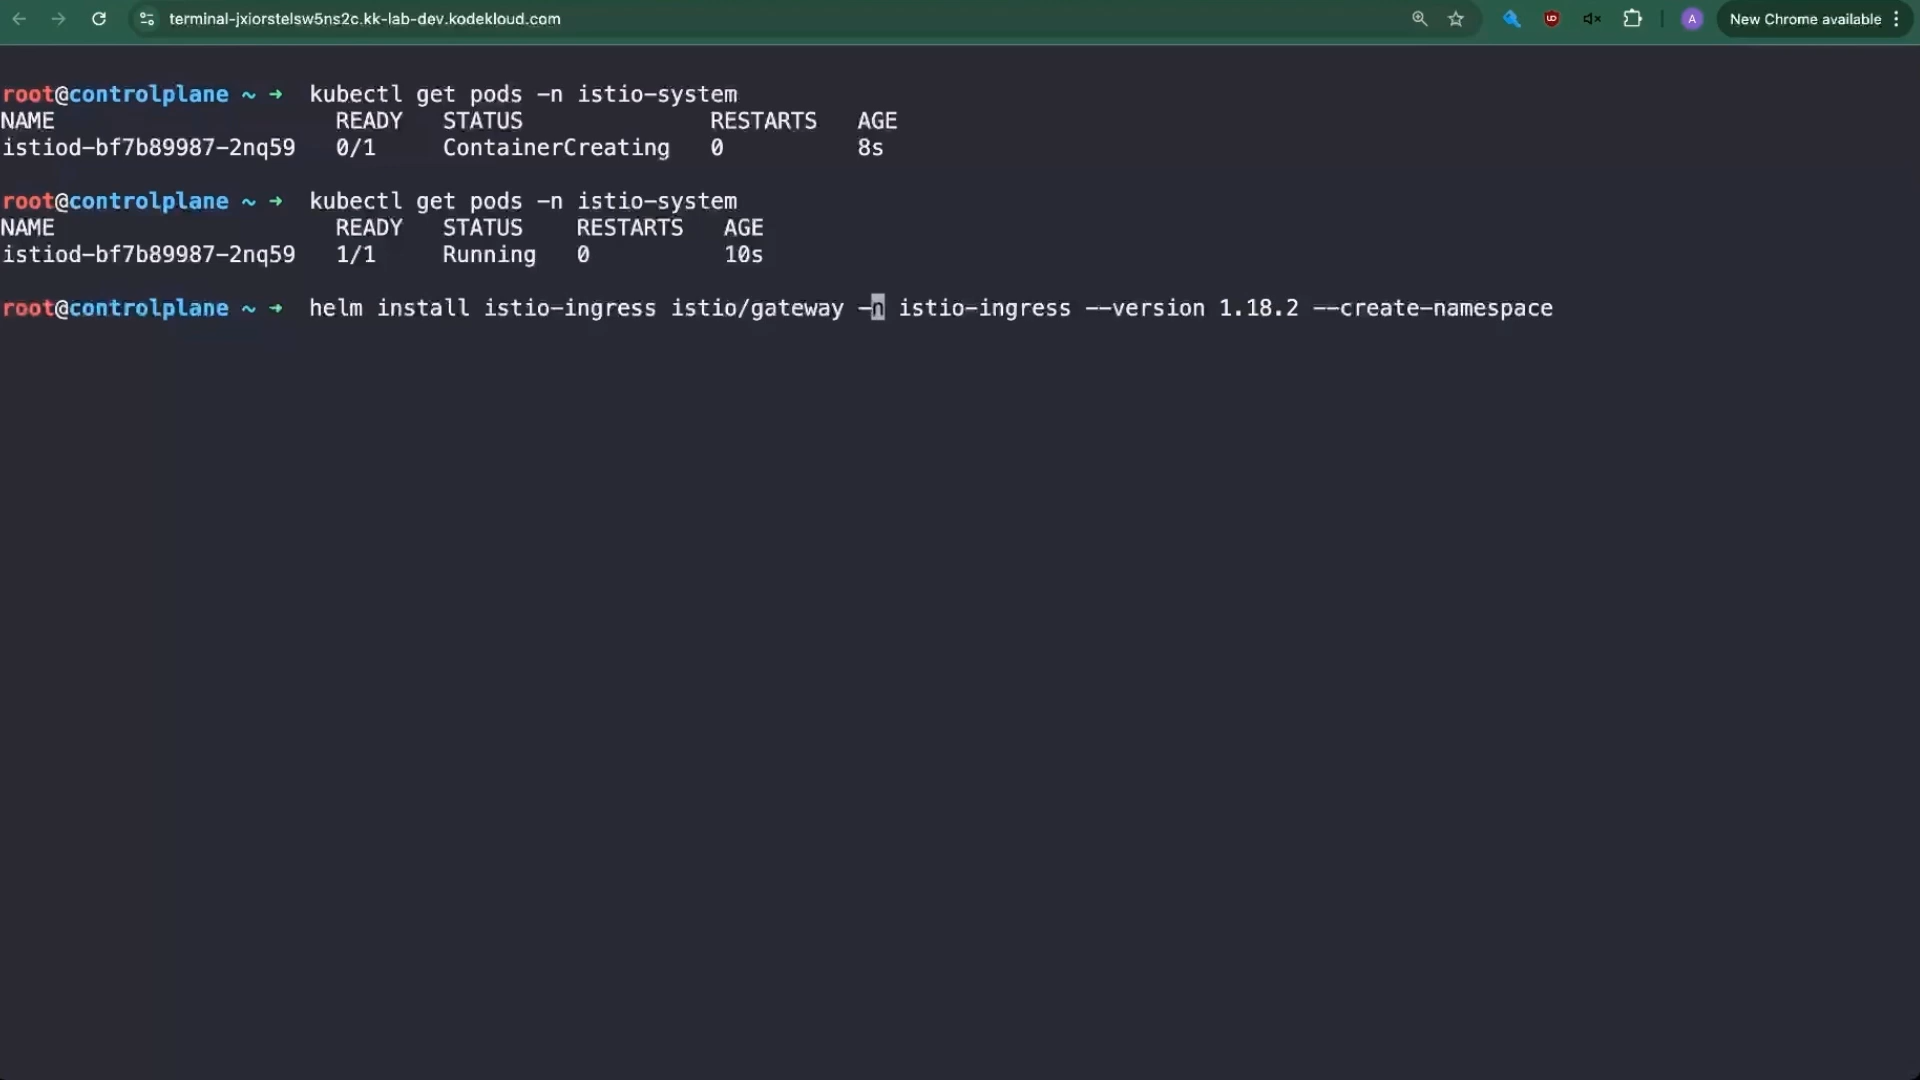 terminal-jxiorstelsw5ns2c.kk-lab-dev.kodekloud.com
A
New Chrome available
root@controlplane ~ ➜  kubectl get pods -n istio-system
NAME                     READY   STATUS              RESTARTS   AGE
istiod-bf7b89987-2nq59   0/1     ContainerCreating   0          8s
root@controlplane ~ ➜  kubectl get pods -n istio-system
NAME                     READY   STATUS    RESTARTS   AGE
istiod-bf7b89987-2nq59   1/1     Running   0          10s
root@controlplane ~ ➜  helm install istio-ingress istio/gateway -n istio-ingress --version 1.18.2 --create-namespace